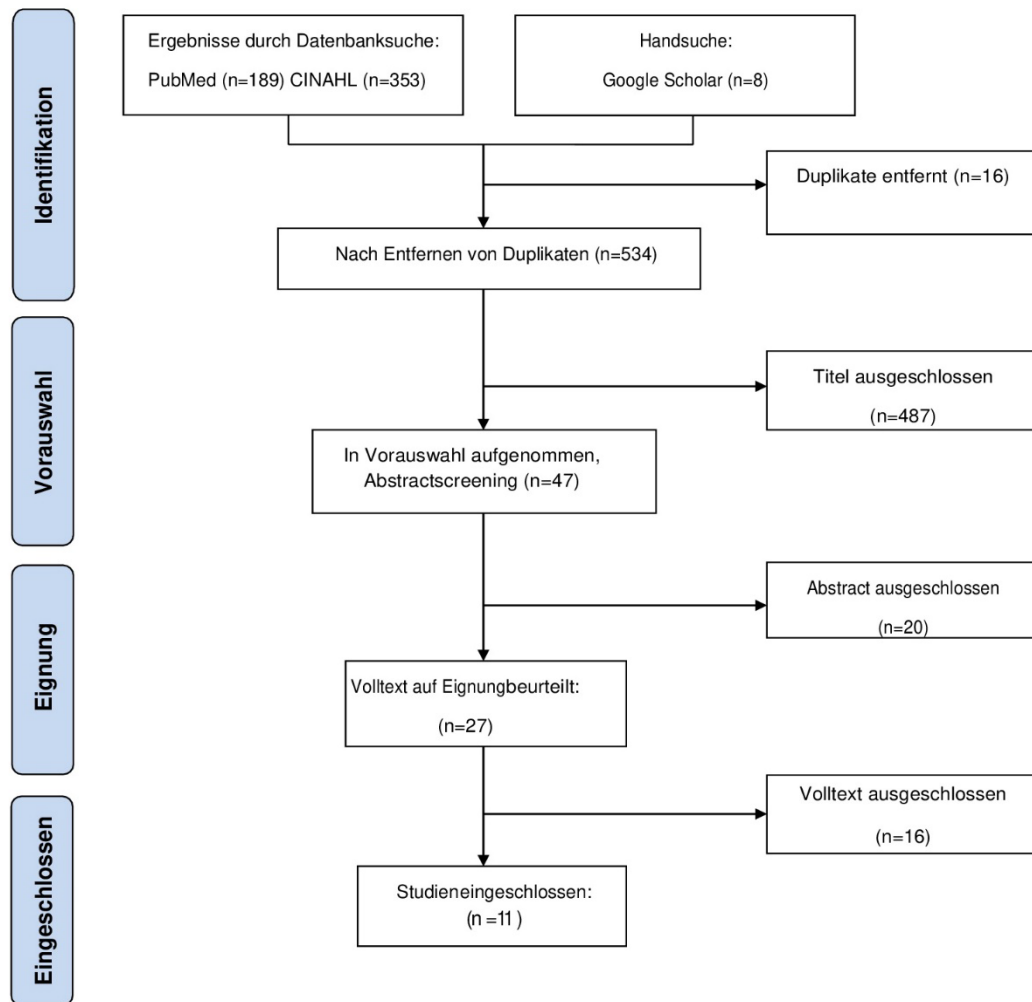 Identifikation
Ergebnisse durch Datenbanksuche:
PubMed (n=189) CINAHL (n=353)
Handsuche:
Google Scholar (n=8)
Duplikate entfernt (n=16)
Nach Entfernen von Duplikaten (n=534)
Vorauswahl
Titel ausgeschlossen
(n=487)
In Vorauswahl aufgenommen,
Abstractscreening (n=47)
Eignung
Abstract ausgeschlossen
(n=20)
Volltext auf Eignungbeurteilt:
(n=27)
Eingeschlossen
Volltext ausgeschlossen
(n=16)
Studieneingeschlossen:
(n =11 )